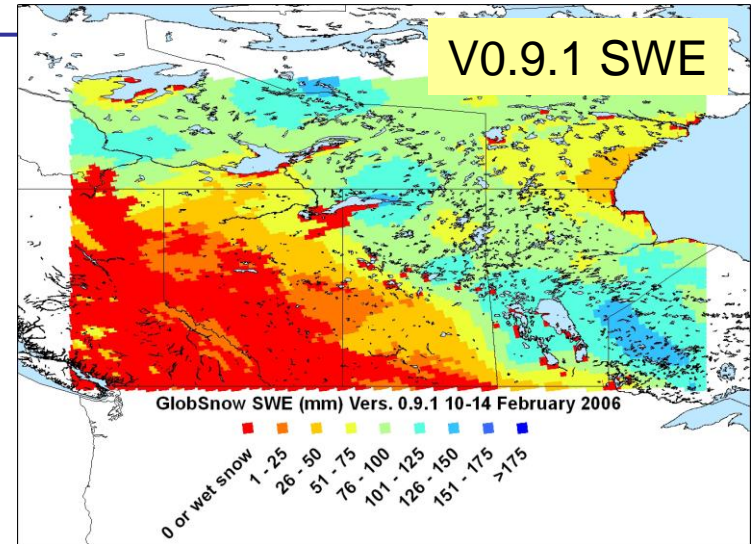 V0.9.1 SWE
GlobSnow SWE (mm) Vers. 0.9.1 10-14 February 2006
0 or wet snow
1 - 25
26 - 50
51 - 75
76 - 100
101 - 125
126 - 150
151 - 175
>175